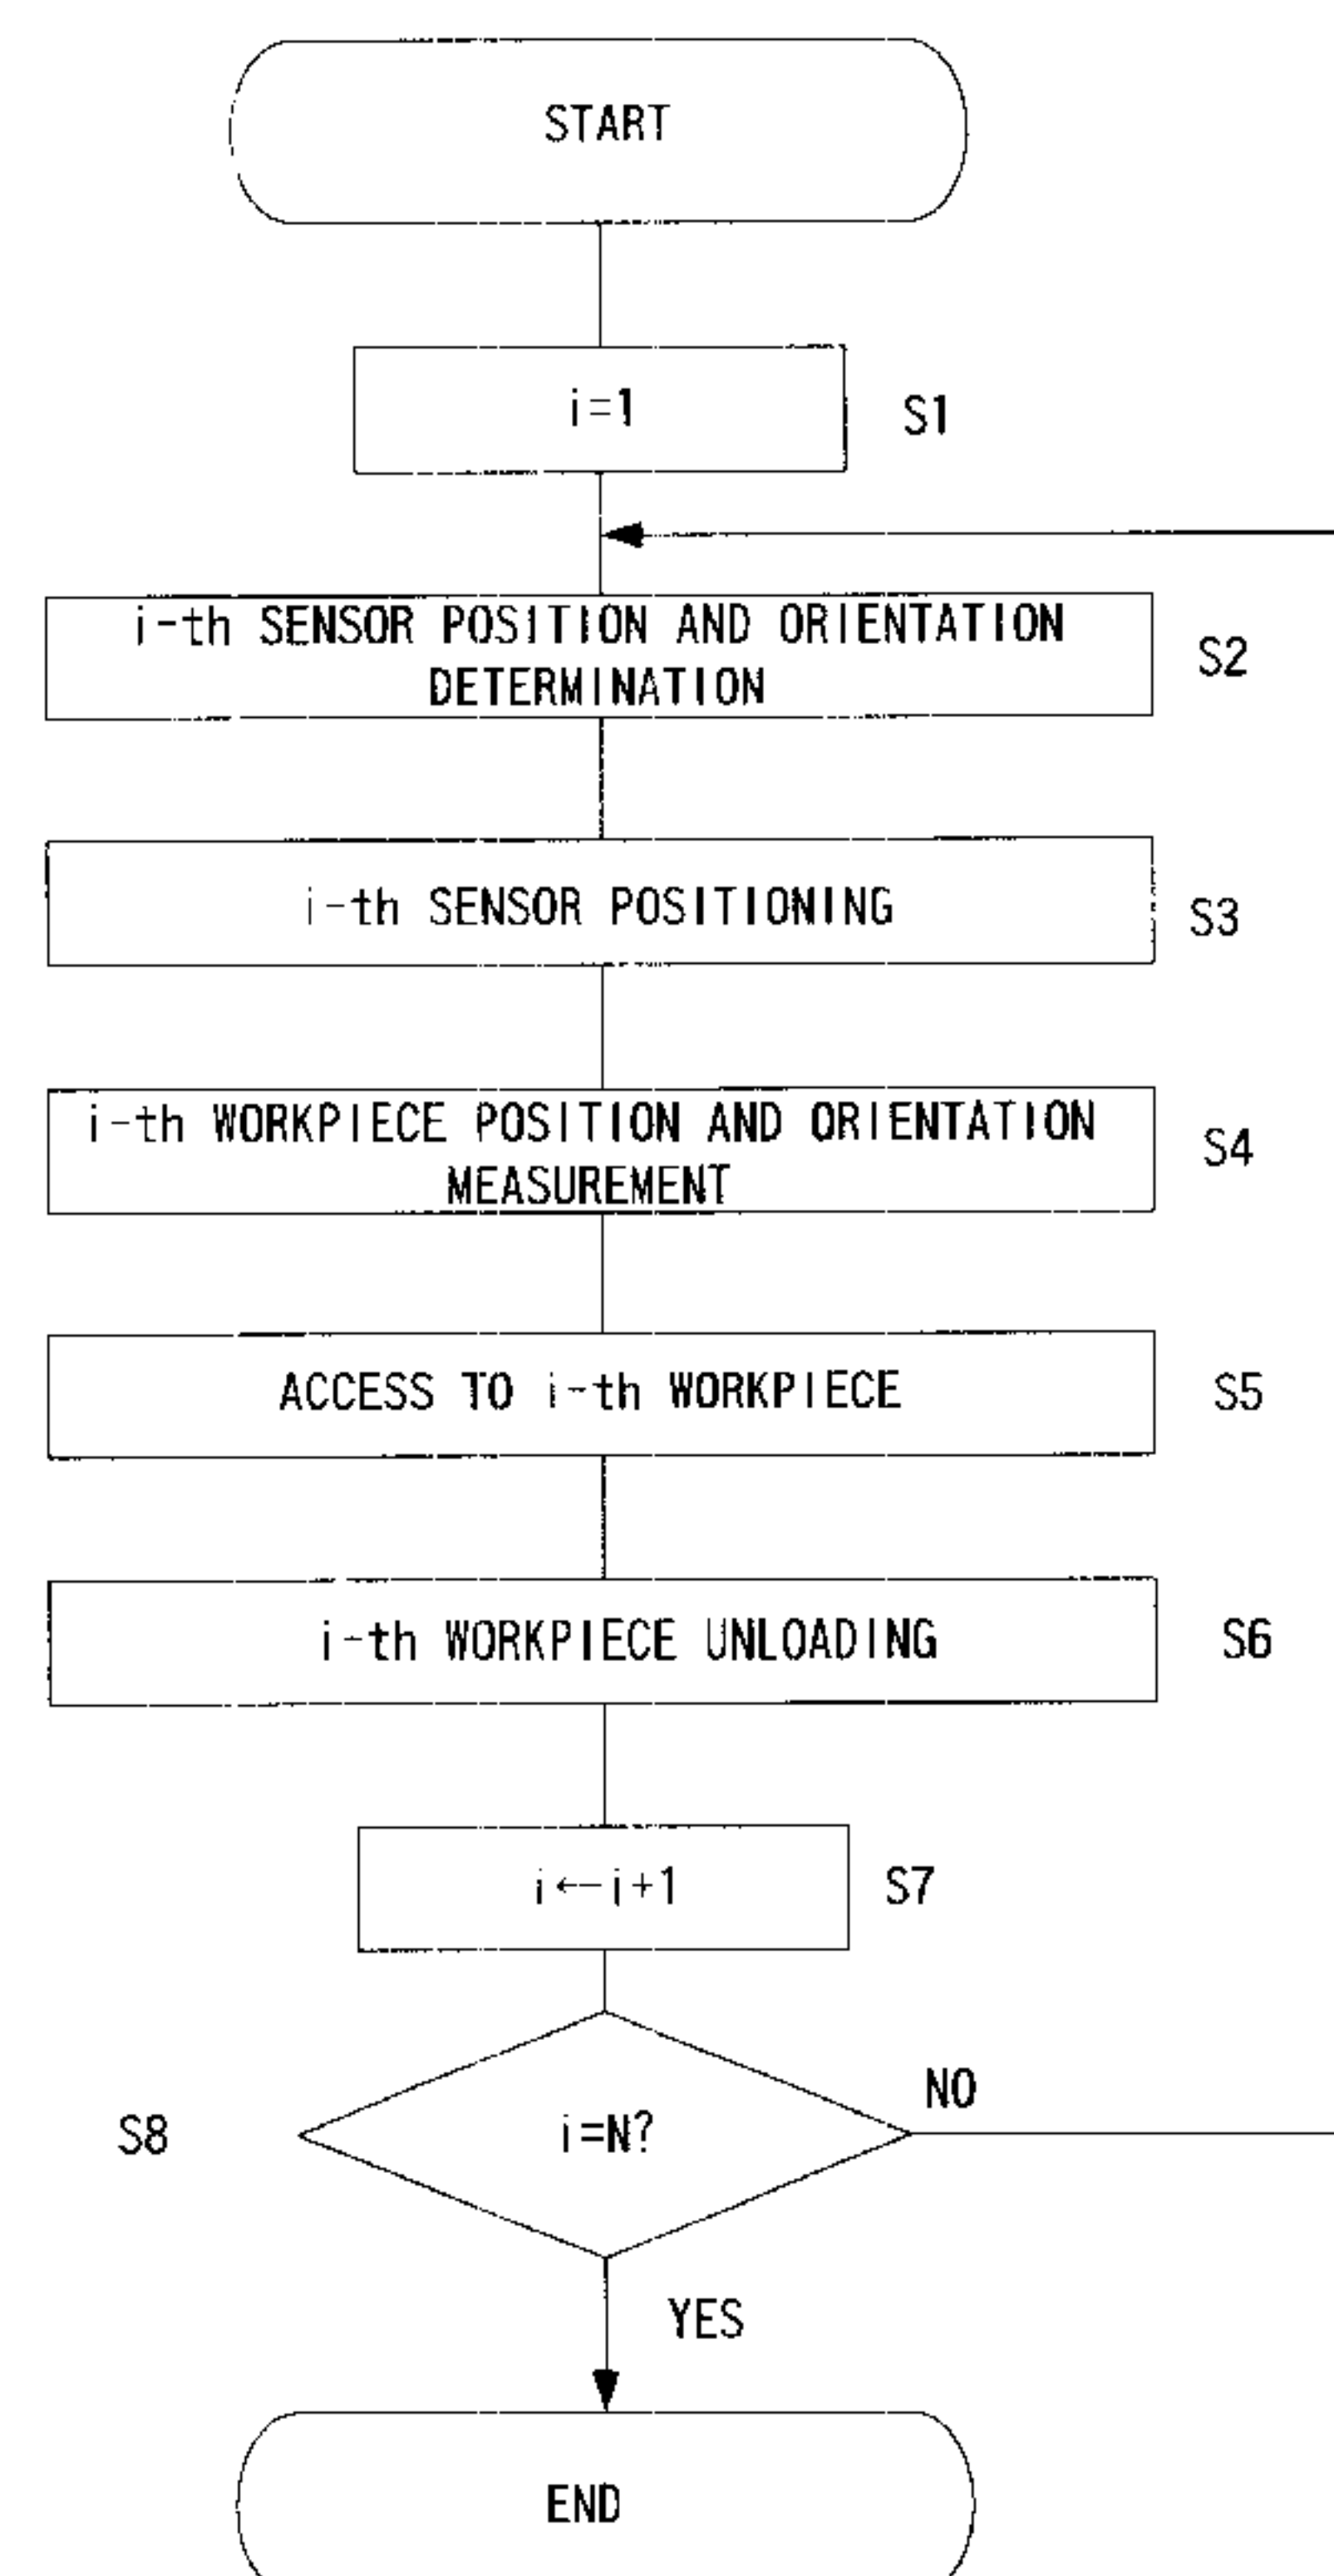 START
i=1
S1
i-th SENSOR POSITION AND ORIENTATION
DETERMINATION
S2
i-th SENSOR POSITIONING
S3
i-th WORKPIECE POSITION AND ORIENTATION
MEASUREMENT
S4
ACCESS TO i-th WORKPIECE
S5
i-th WORKPIECE UNLOADING
S6
i←i+1
S7
NO
S8
i=N?
YES
END